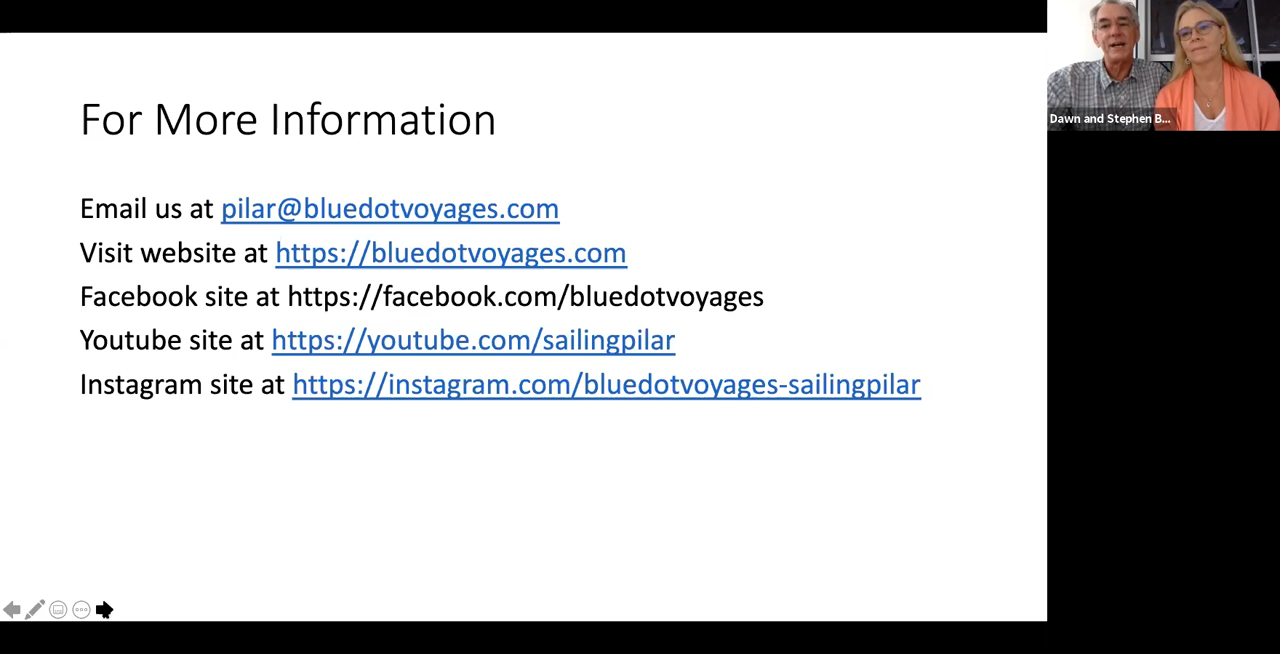 For More Information
Email us at pilar@bluedotvoyages.com
Visit website at https://bluedotvoyages.com
Facebook site at https://facebook.com/bluedotvoyages
Youtube site at https://youtube.com/sailingpilar
Instagram site at https://instagram.com/bluedotvoyages-sailingpilar
Dawn and Stephen B...